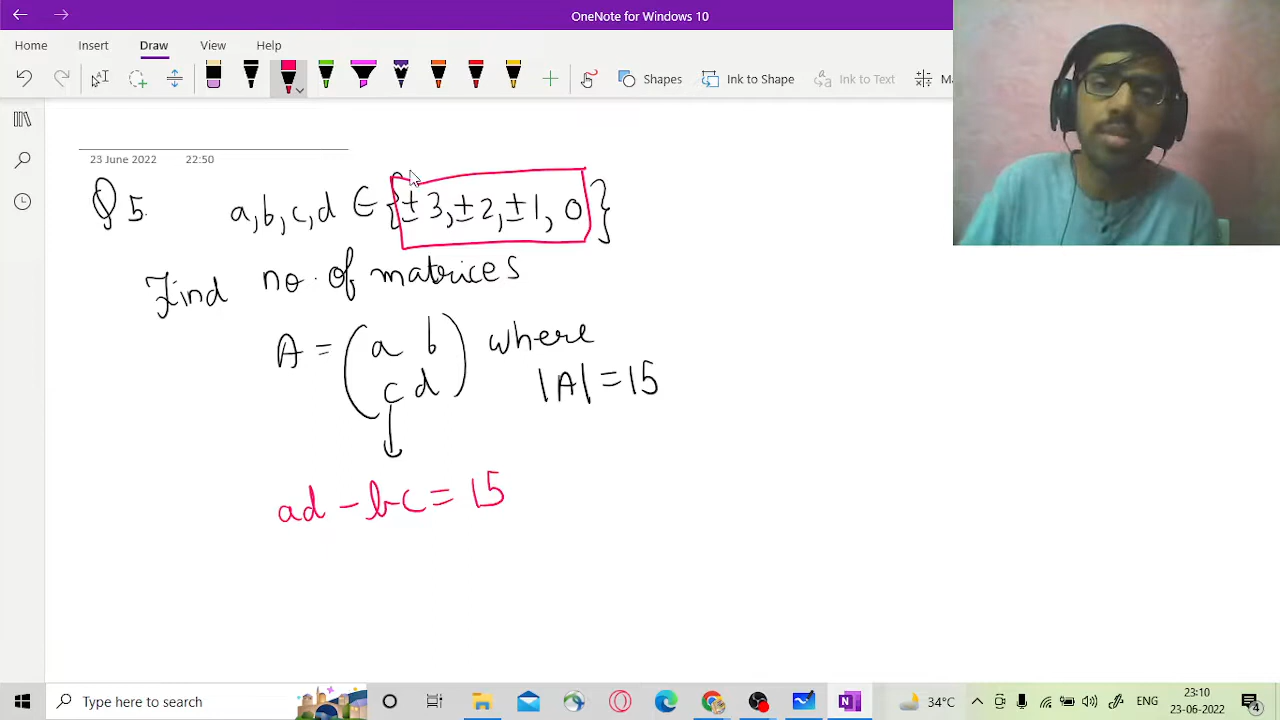 OneNote for Windows 10
Home Insert Draw View Help
Shapes Ink to Shape Ink to Text
23 June 2022 22:50
Q 5. a,b,c,d ∈ {±3,±2,±1, 0}
Find no. of matrices
A = (a b where
c d) |A| = 15
ad - bc = 15
Type here to search
34°C
23:10
23-06-2022
4